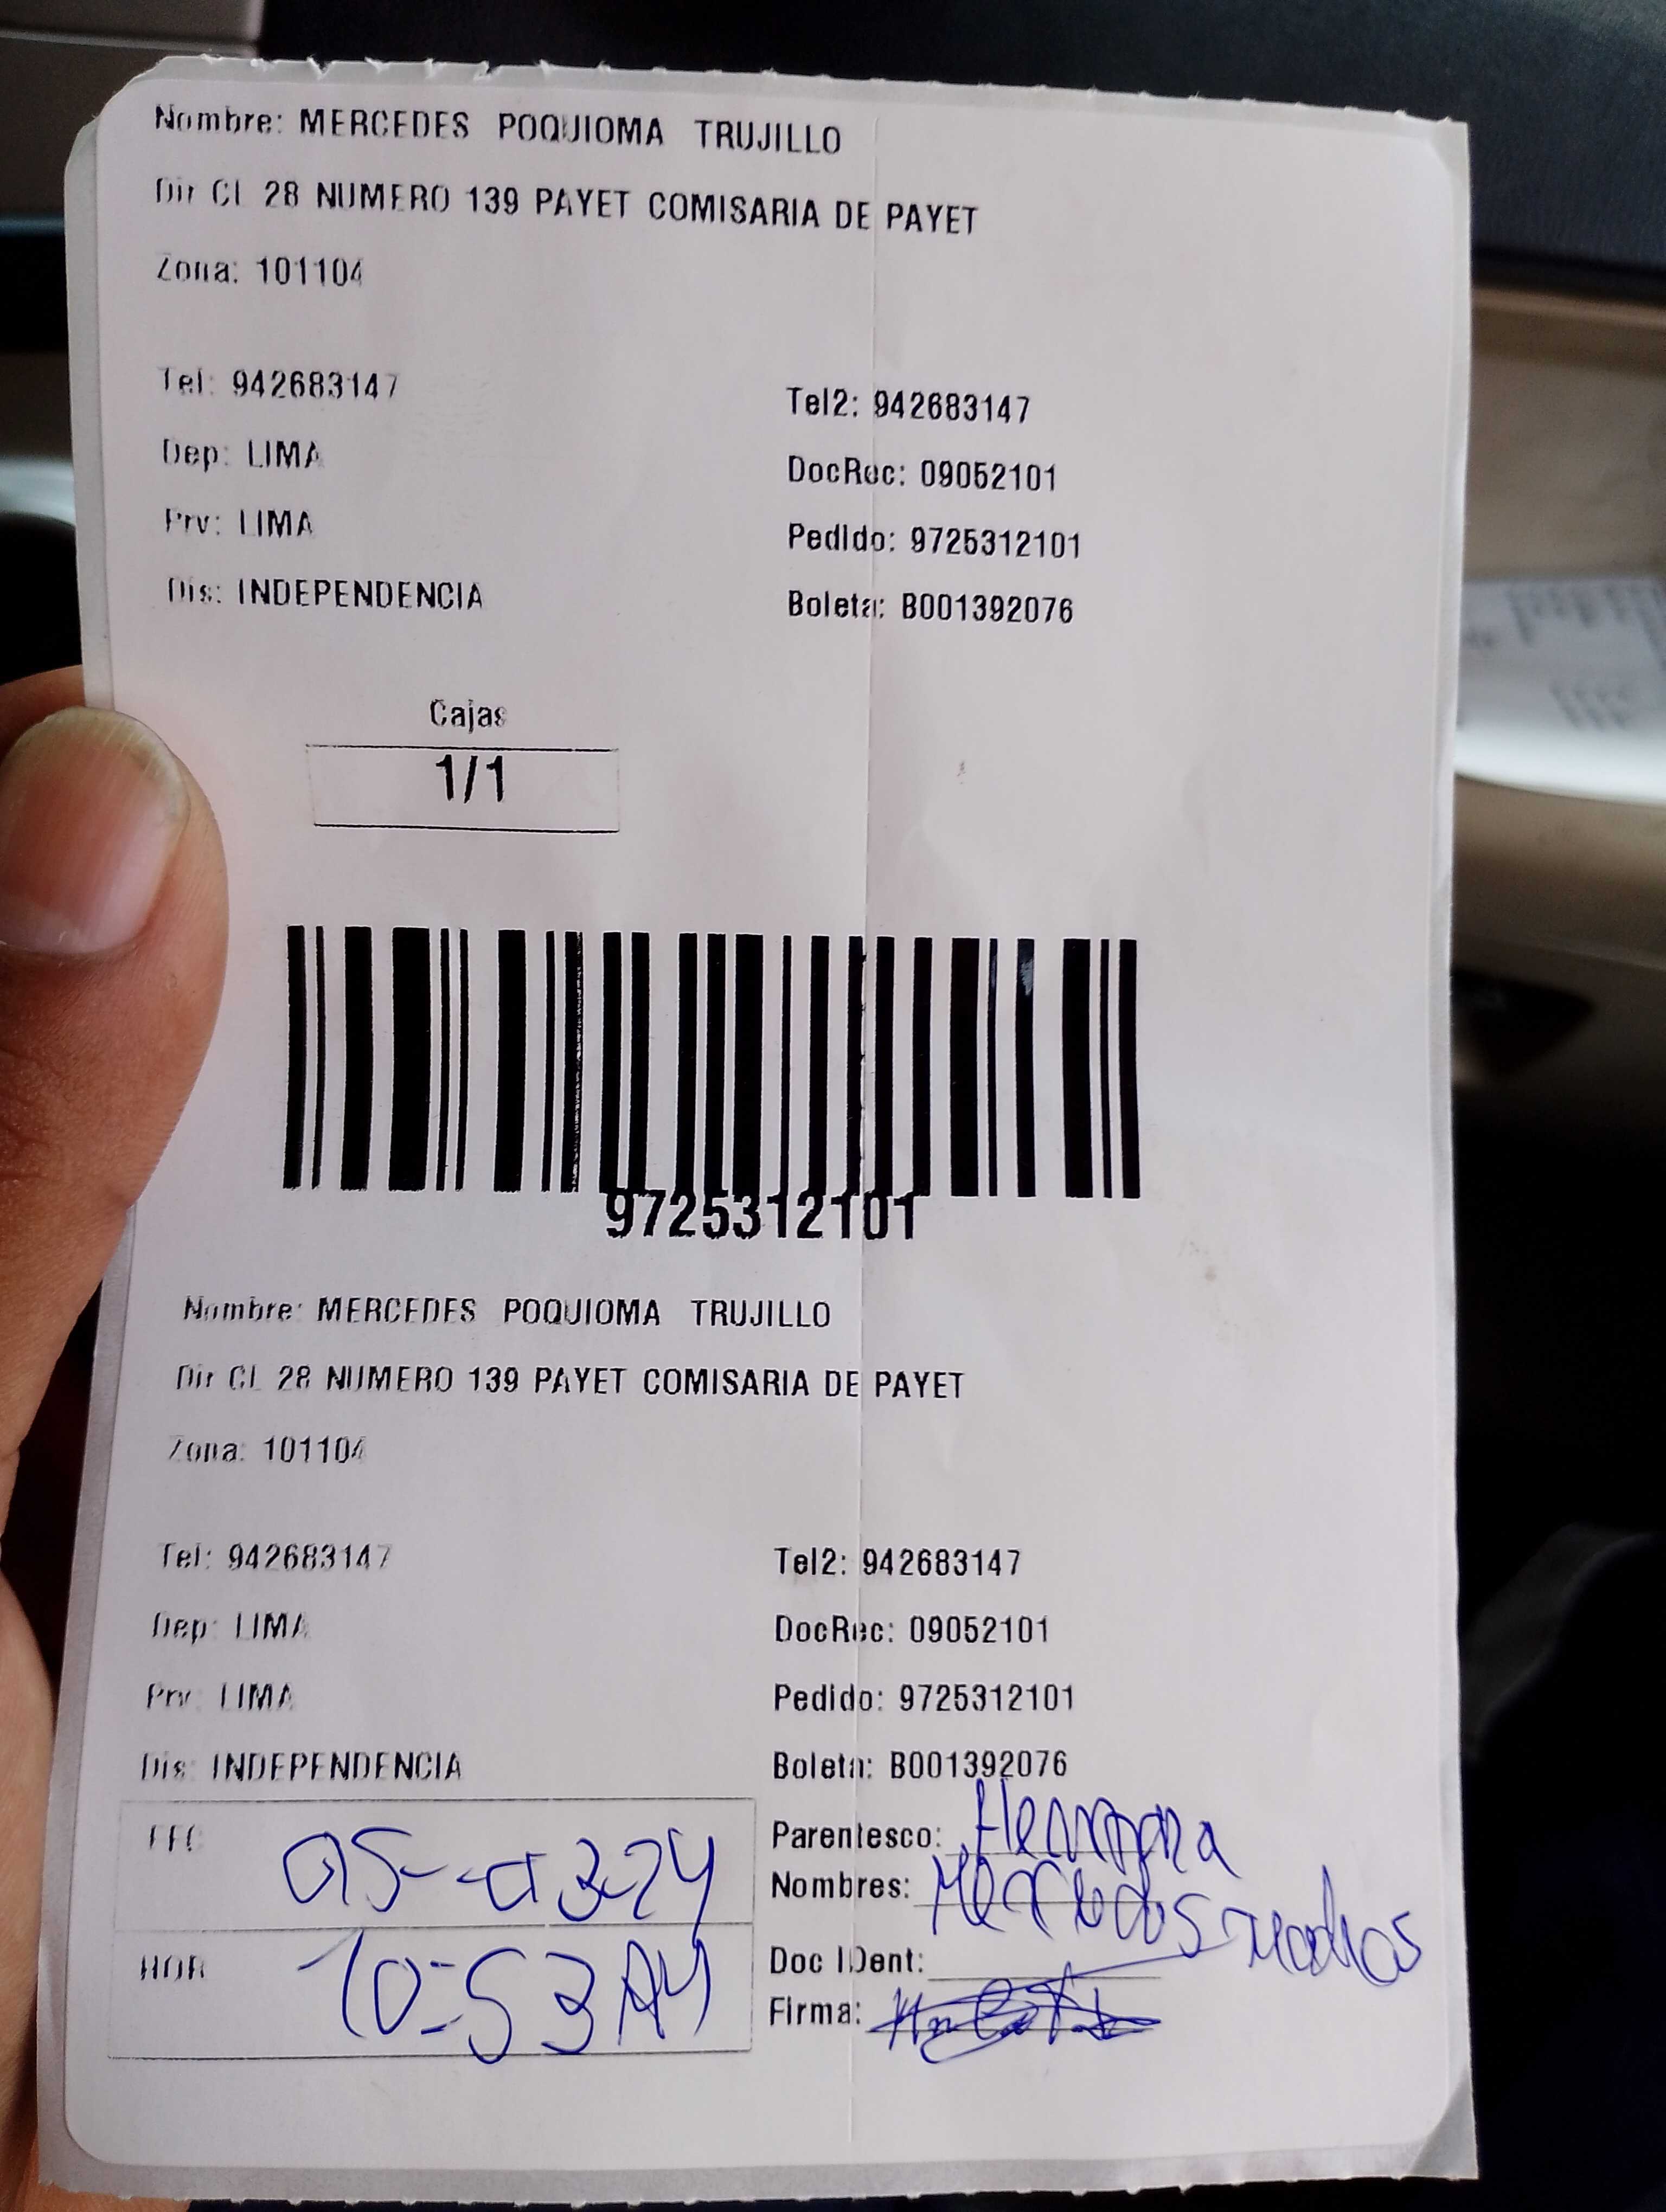 Nombre: MERCEDES POQUIOMA TRUJILLO
Dir CL 28 NUMERO 139 PAYET COMISARIA DE PAYET
Zona: 101104
Tel: 942683147 Tel2: 942683147
Dep: LIMA DocRec: 09052101
Prv: LIMA Pedido: 9725312101
Dis: INDEPENDENCIA Boleta: B001392076
Cajas
1/1
9725312101
Nombre: MERCEDES POQUIOMA TRUJILLO
Dir CL 28 NUMERO 139 PAYET COMISARIA DE PAYET
Zona: 101104
Tel: 942683147 Tel2: 942683147
Dep: LIMA DocRec: 09052101
Prv: LIMA Pedido: 9725312101
Dis: INDEPENDENCIA Boleta: B001392076
FEC Parentesco: Hermana
Nombres: Mercedes
HOR 10:53 AM Doc IDent:
Firma: